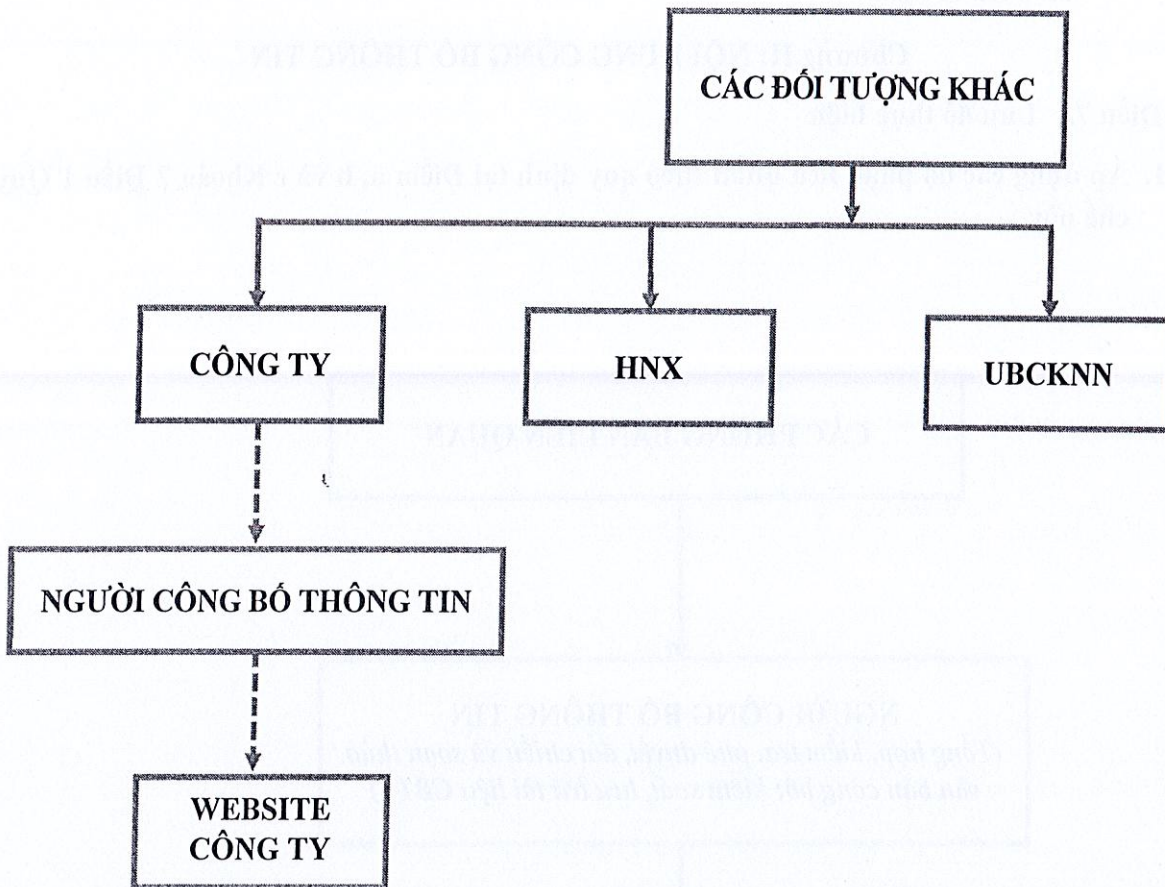 CÁC ĐỐI TƯỢNG KHÁC
CÔNG TY
HNX
UBCKNN
NGƯỜI CÔNG BỐ THÔNG TIN
WEBSITE
CÔNG TY